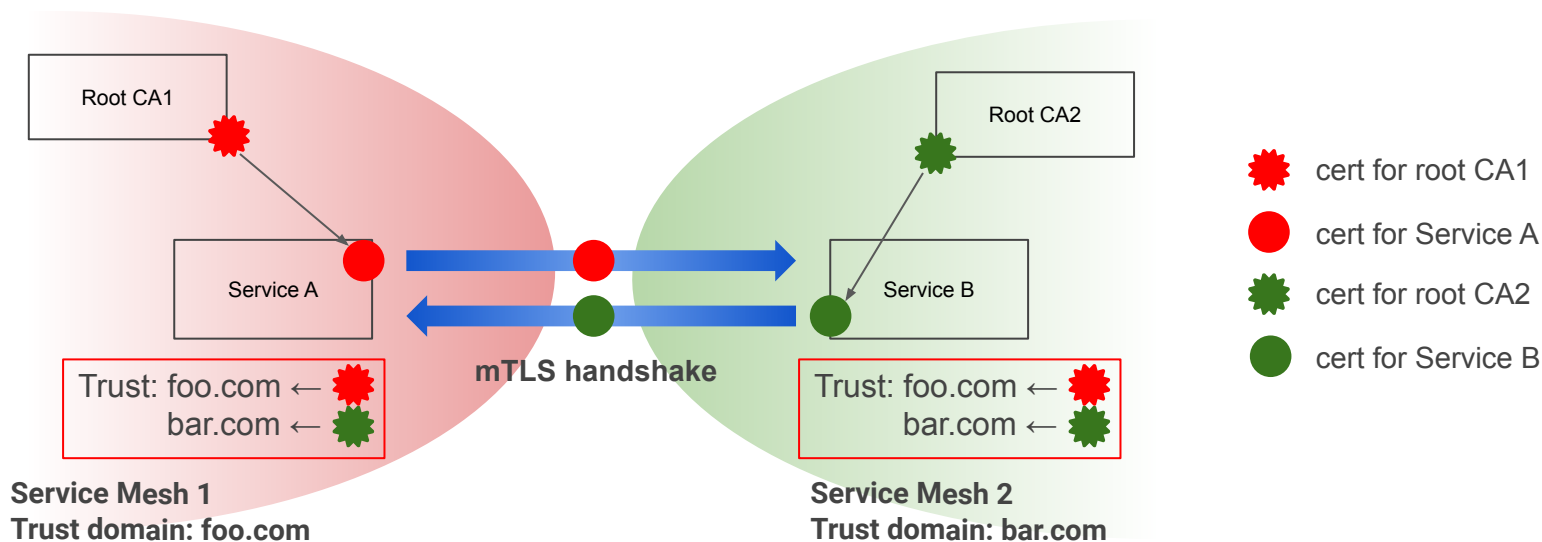 Root CA1
Root CA2
cert for root CA1
cert for Service A
cert for root CA2
cert for Service B
Service A
Service B
mTLS handshake
Trust: foo.com ←
bar.com ←
Trust: foo.com ←
bar.com ←
Service Mesh 1
Trust domain: foo.com
Service Mesh 2
Trust domain: bar.com